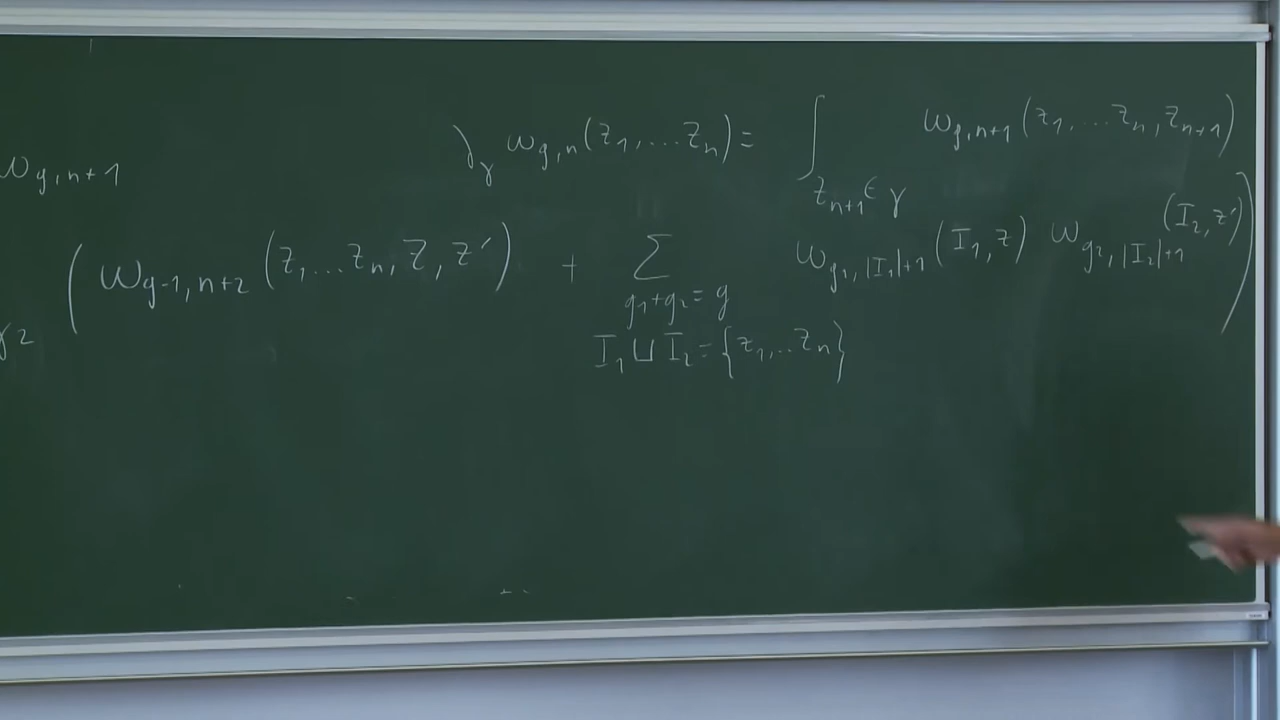 ω_{g,n+1}
∂_γ ω_{g,n}(z_1,...z_n) = ∫_{z_{n+1} ∈ γ} ω_{g,n+1}(z_1,...z_n,z_{n+1})
( ω_{g-1,n+2}(z_1...z_n,z,z') + Σ_{g_1+g_2=g, I_1⊔I_2={z_1,..z_n}} ω_{g_1,|I_1|+1}(I_1,z) ω_{g_2,|I_2|+1}(I_2,z') )